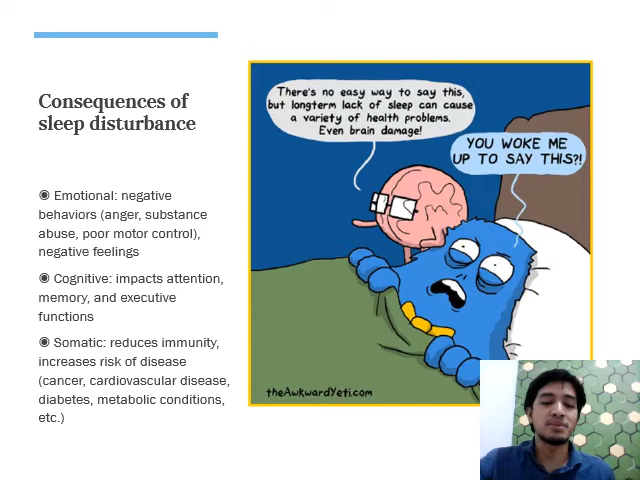 Consequences of
sleep disturbance
◉ Emotional: negative
behaviors (anger, substance
abuse, poor motor control),
negative feelings
◉ Cognitive: impacts attention,
memory, and executive
functions
◉ Somatic: reduces immunity,
increases risk of disease
(cancer, cardiovascular disease,
diabetes, metabolic conditions,
etc.)
There's no easy way to say this,
but longterm lack of sleep can cause
a variety of health problems.
Even brain damage!
YOU WOKE ME
UP TO SAY THIS?!
theAwkwardYeti.com